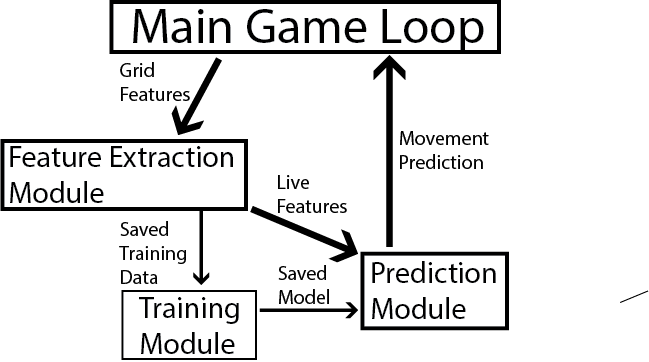 Main Game Loop
Grid
Features
Movement
Prediction
Feature Extraction
Module
Live
Features
Saved
Training
Data
Saved
Model
Prediction
Module
Training
Module